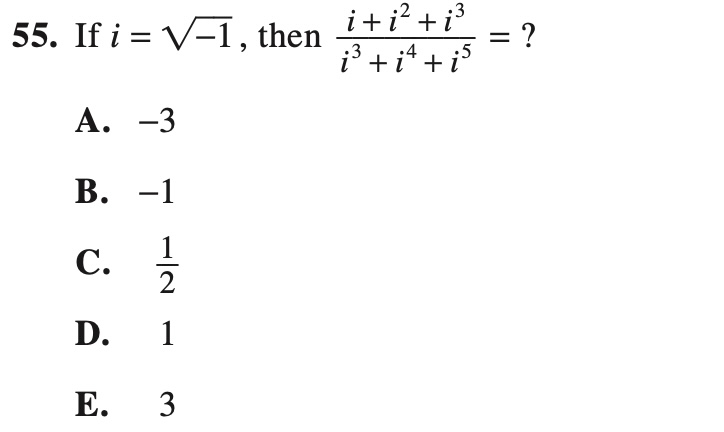 55. If i = √−1, then (i + i² + i³)/(i³ + i⁴ + i⁵) = ?
A. −3
B. −1
C. 1/2
D. 1
E. 3